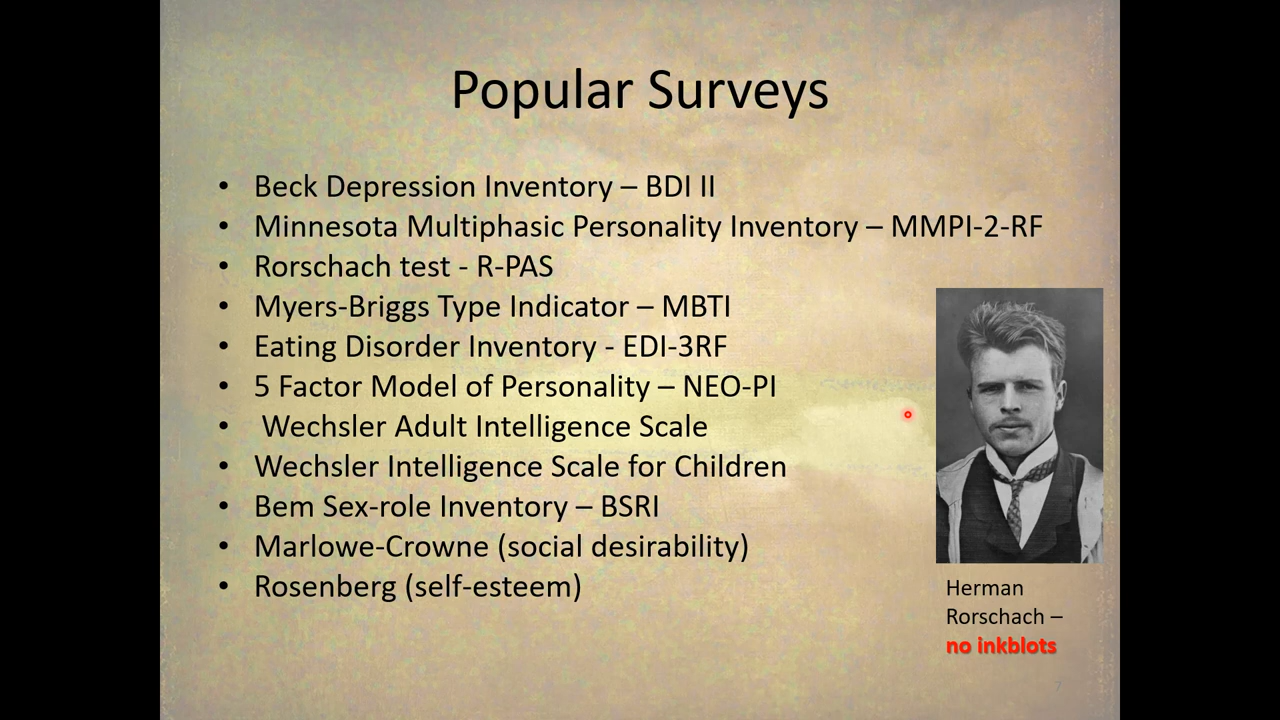 Popular Surveys
• Beck Depression Inventory – BDI II
• Minnesota Multiphasic Personality Inventory – MMPI-2-RF
• Rorschach test - R-PAS
• Myers-Briggs Type Indicator – MBTI
• Eating Disorder Inventory - EDI-3RF
• 5 Factor Model of Personality – NEO-PI
• Wechsler Adult Intelligence Scale
• Wechsler Intelligence Scale for Children
• Bem Sex-role Inventory – BSRI
• Marlowe-Crowne (social desirability)
• Rosenberg (self-esteem)
Herman
Rorschach –
no inkblots
7